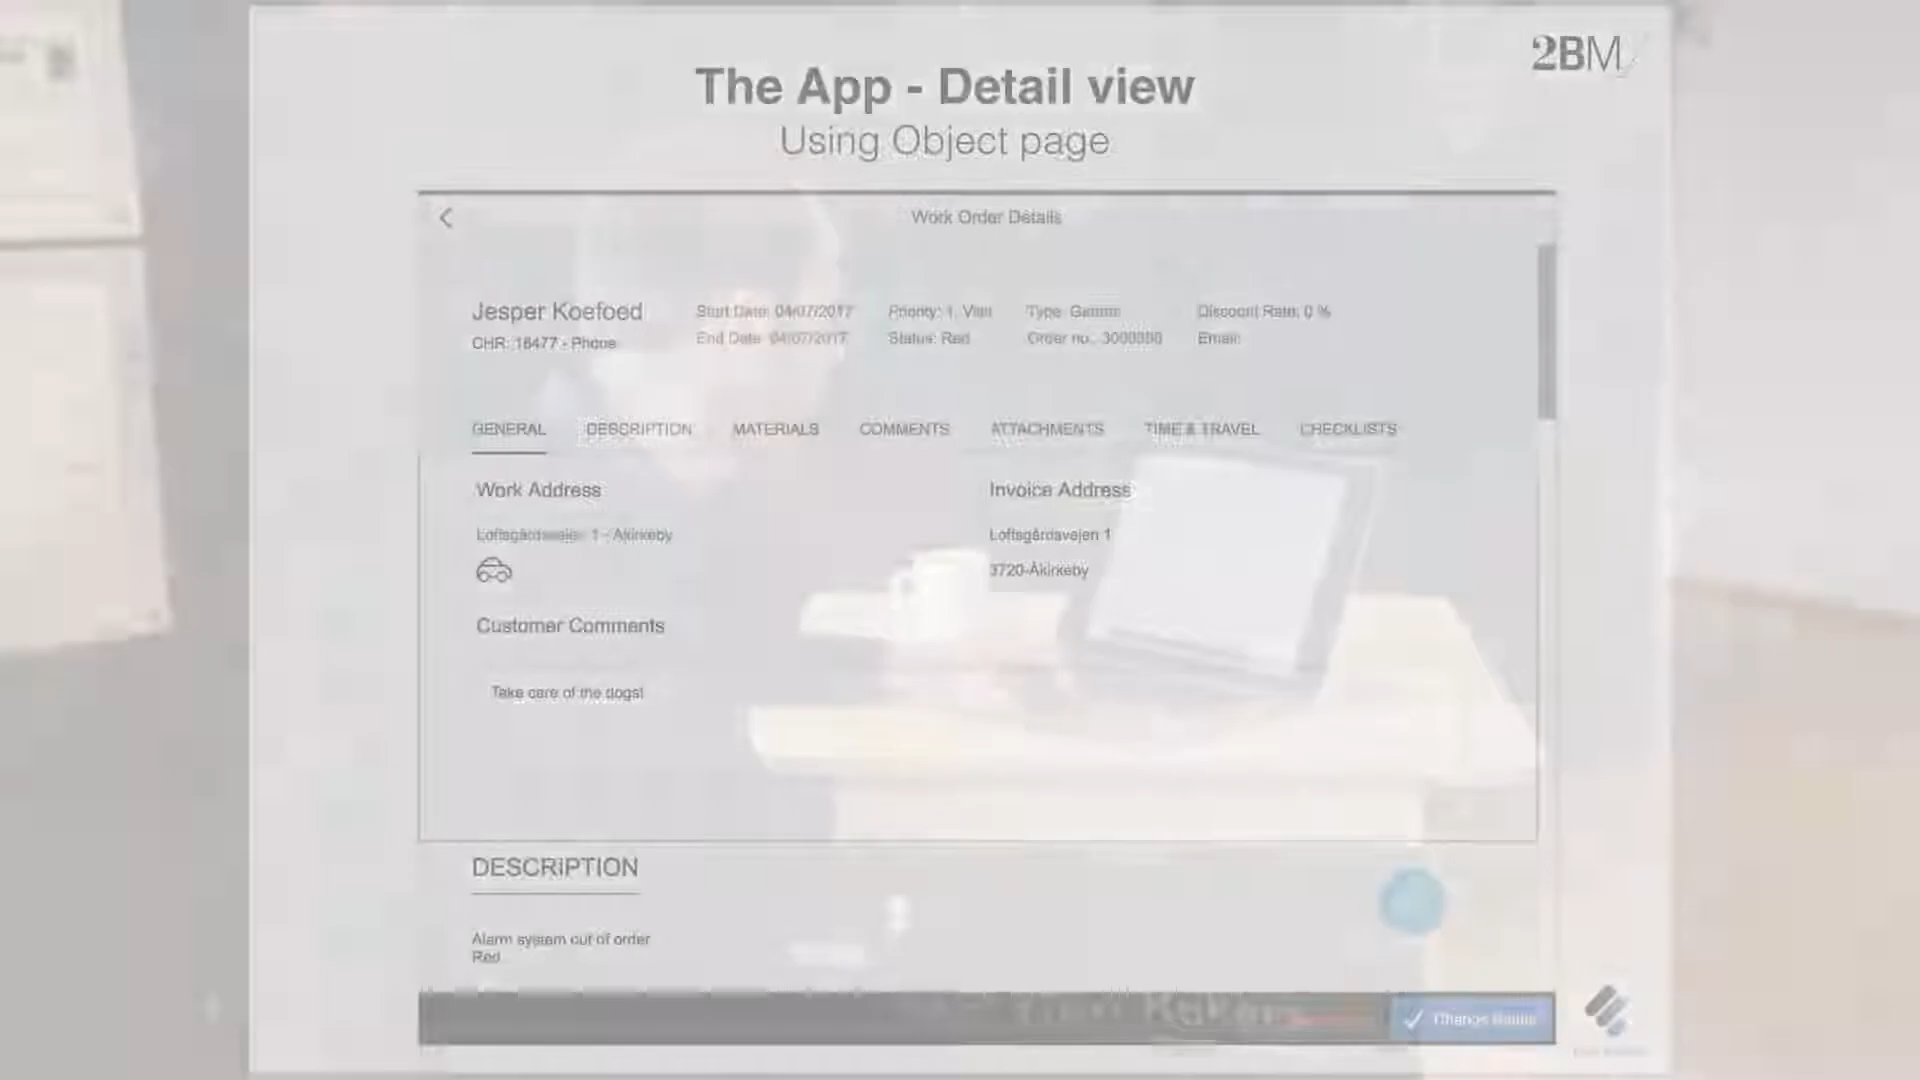 2BM
The App - Detail view
Using Object page
Work Order Details
Jesper Koefoed
CHR: 16477 - Phone
Start Date: 04/07/2017
End Date: 04/07/2017
Priority: 1.
Status: Red
Type:
Order no.:
Discount Rate: 0 %
Email:
GENERAL DESCRIPTION MATERIALS COMMENTS ATTACHMENTS TIME & TRAVEL CHECKLISTS
Work Address
1 - Akirkeby
Invoice Address
Loftsgårdsvejen 1
3720-Åkirkeby
Customer Comments
Take care of the dogs!
DESCRIPTION
Alarm system out of order
Red
Change Status